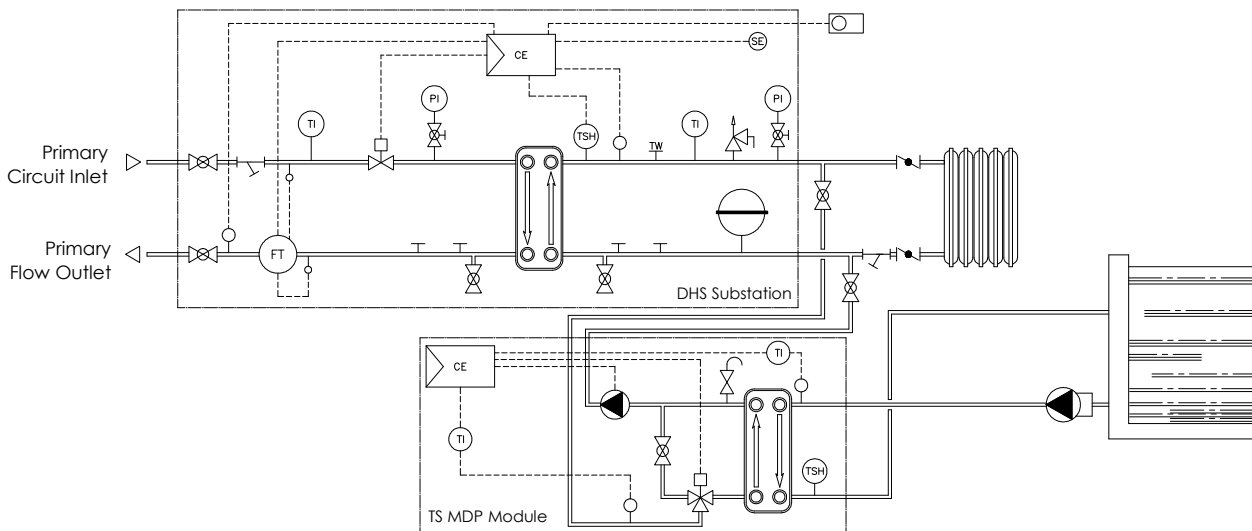 CE
SE
PI
PI
TI
TSH
TW
TI
Primary
Circuit Inlet
Primary
Flow Outlet
FT
DHS Substation
CE
TI
TI
TSH
TS MDP Module